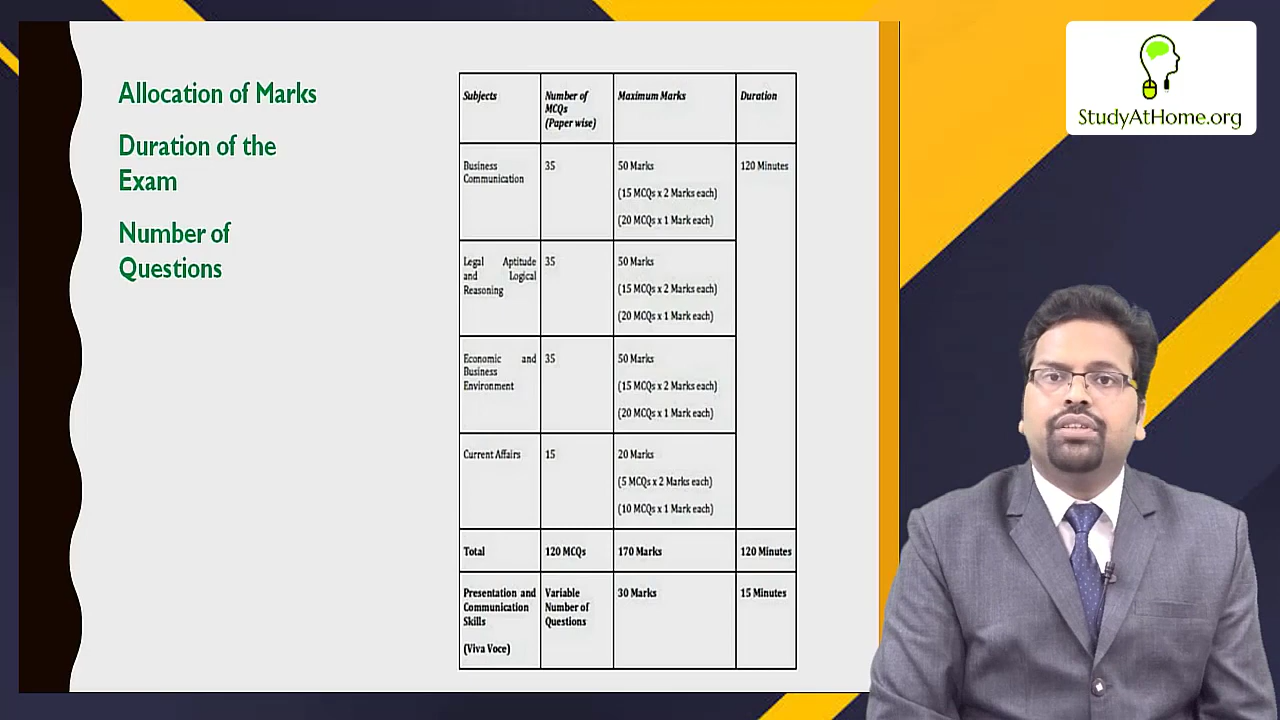 Allocation of Marks
Duration of the
Exam
Number of
Questions
StudyAtHome.org
Subjects
Number of
MCQs
(Paper wise)
Maximum Marks
Duration
Business
Communication
35
50 Marks
(15 MCQs x 2 Marks each)
(20 MCQs x 1 Mark each)
120 Minutes
Legal Aptitude
and Logical
Reasoning
35
50 Marks
(15 MCQs x 2 Marks each)
(20 MCQs x 1 Mark each)
Economic and
Business
Environment
35
50 Marks
(15 MCQs x 2 Marks each)
(20 MCQs x 1 Mark each)
Current Affairs
15
20 Marks
(5 MCQs x 2 Marks each)
(10 MCQs x 1 Mark each)
Total
120 MCQs
170 Marks
120 Minutes
Presentation and
Communication
Skills
(Viva Voce)
Variable
Number of
Questions
30 Marks
15 Minutes